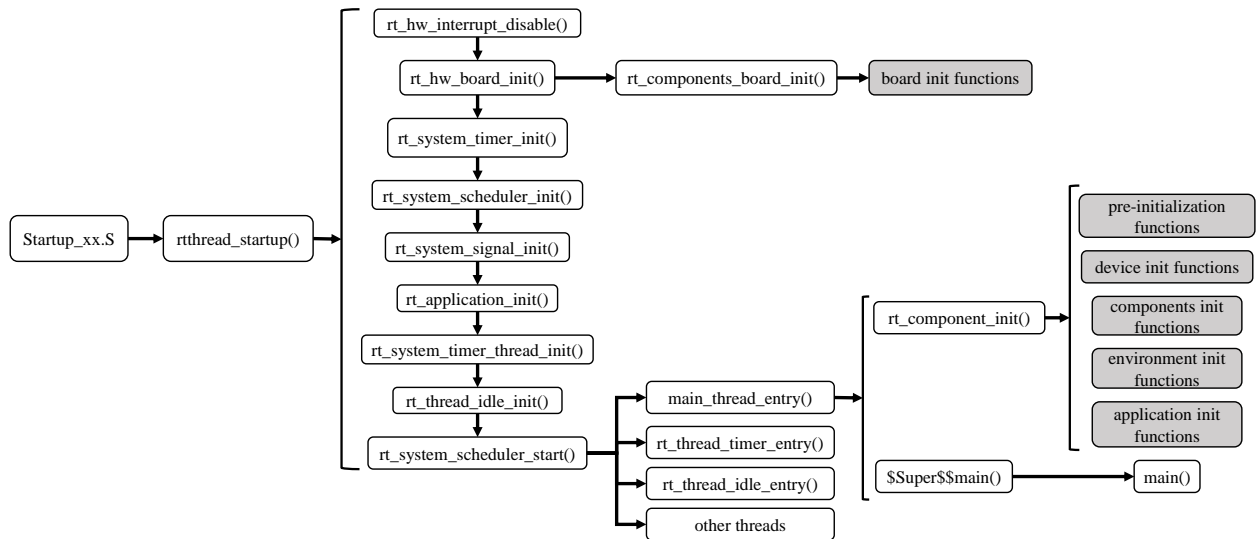 Startup_xx.S
rtthread_startup()
rt_hw_interrupt_disable()
rt_hw_board_init()
rt_components_board_init()
board init functions
rt_system_timer_init()
rt_system_scheduler_init()
rt_system_signal_init()
rt_application_init()
rt_system_timer_thread_init()
rt_thread_idle_init()
rt_system_scheduler_start()
main_thread_entry()
rt_thread_timer_entry()
rt_thread_idle_entry()
other threads
rt_component_init()
pre-initialization
functions
device init functions
components init
functions
environment init
functions
application init
functions
$Super$$main()
main()